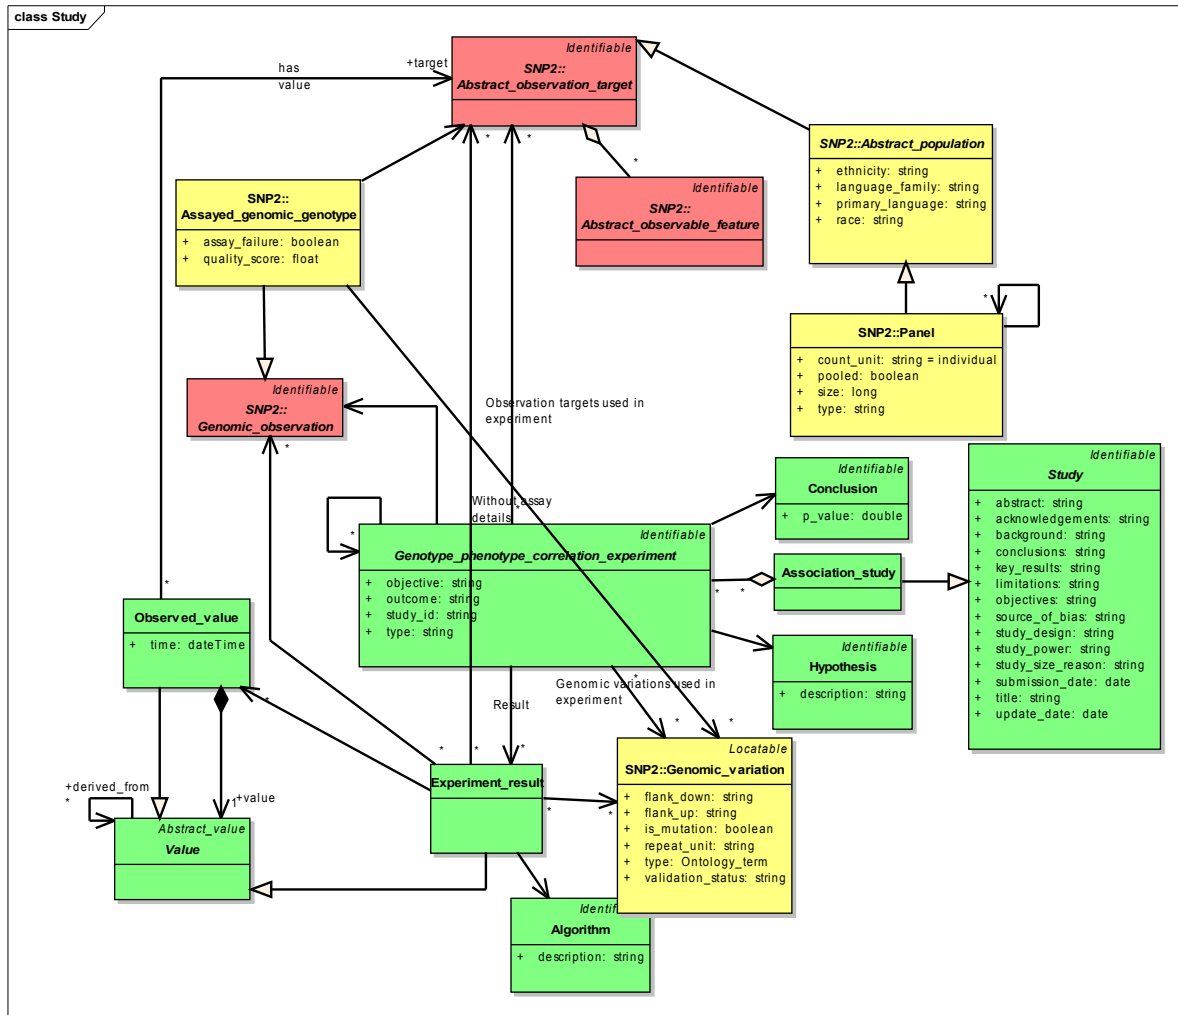 class Study
Identifiable
SNP2::
Abstract_observation_target
has
value
+target
*
*
*
SNP2::Abstract_population
+ ethnicity: string
+ language_family: string
+ primary_language: string
+ race: string
Identifiable
SNP2::
Abstract_observable_feature
SNP2::
Assayed_genomic_genotype
+ assay_failure: boolean
+ quality_score: float
*
SNP2::Panel
+ count_unit: string = individual
+ pooled: boolean
+ size: long
+ type: string
Identifiable
SNP2::
Genomic_observation
*
Observation targets used in
experiment
Identifiable
Conclusion
+ p_value: double
Identifiable
Study
+ abstract: string
+ acknowledgements: string
+ background: string
+ conclusions: string
+ key_results: string
+ limitations: string
+ objectives: string
+ source_of_bias: string
+ study_design: string
+ study_power: string
+ study_size_reason: string
+ submission_date: date
+ title: string
+ update_date: date
Without assay
details
*
*
Identifiable
Genotype_phenotype_correlation_experiment
+ objective: string
+ outcome: string
+ study_id: string
+ type: string
Association_study
*
*
*
Observed_value
+ time: dateTime
Identifiable
Hypothesis
+ description: string
*
Genomic variations used in
experiment
*
Result
*
*
*
*
*
Experiment_result
*
*
Locatable
SNP2::Genomic_variation
+ flank_down: string
+ flank_up: string
+ is_mutation: boolean
+ repeat_unit: string
+ type: Ontology_term
+ validation_status: string
+derived_from
*
1
+value
Abstract_value
Value
Identifia
Algorithm
+ description: string